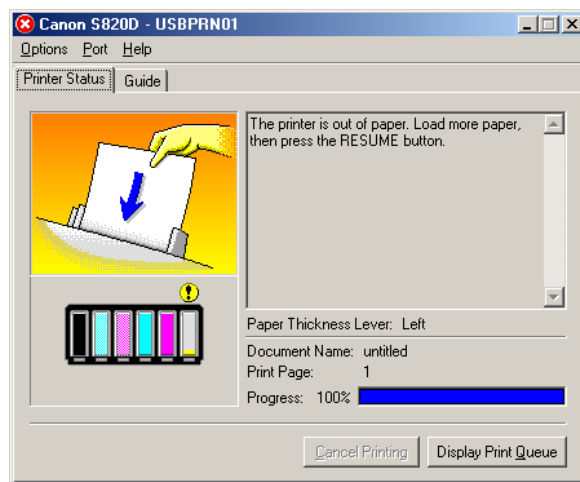 Canon S820D - USBPRN01
Options Port Help
Printer Status Guide
The printer is out of paper. Load more paper,
then press the RESUME button.
Paper Thickness Lever: Left
Document Name: untitled
Print Page: 1
Progress: 100%
Cancel Printing Display Print Queue